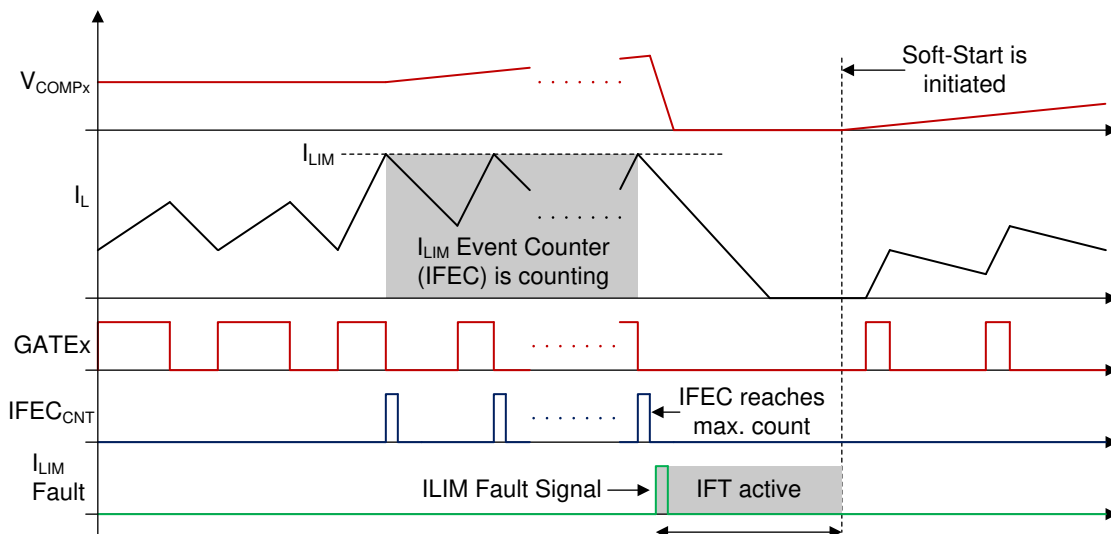 Soft-Start is
initiated
VCOMPx
ILIM
IL
ILIM Event Counter
(IFEC) is counting
GATEx
IFECCNT
IFEC reaches
max. count
ILIM
Fault
ILIM Fault Signal
IFT active